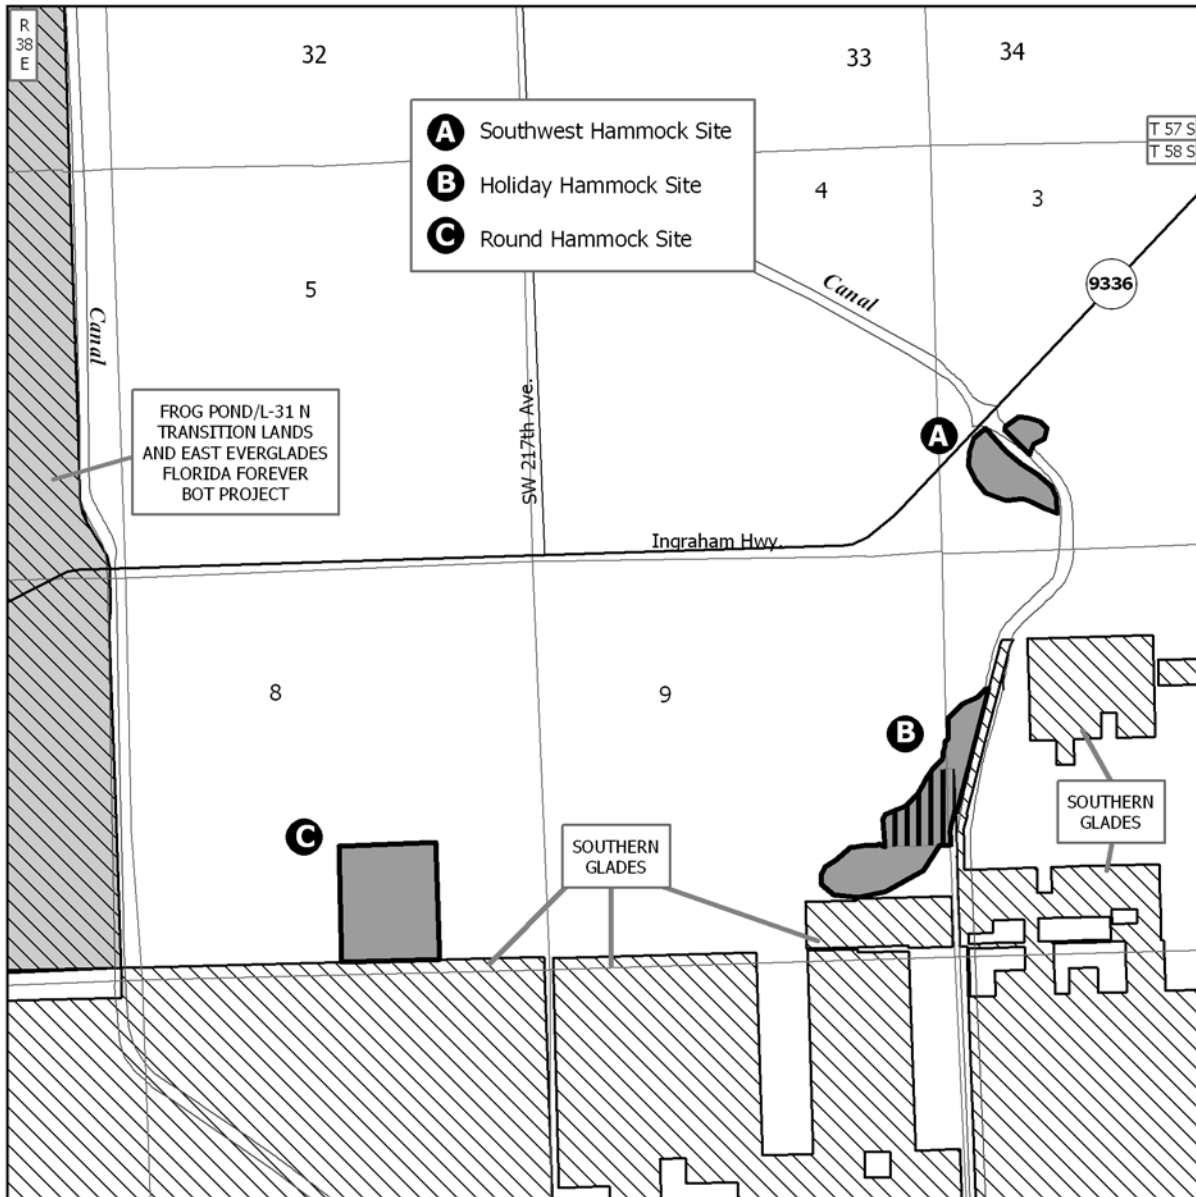 R
38
E
32
33
34
T 57 S
T 58 S
A Southwest Hammock Site
B Holiday Hammock Site
C Round Hammock Site
4
3
5
Canal
Canal
9336
FROG POND/L-31 N
TRANSITION LANDS
AND EAST EVERGLADES
FLORIDA FOREVER
BOT PROJECT
SW 217th Ave.
A
Ingraham Hwy.
8
9
B
SOUTHERN
GLADES
C
SOUTHERN
GLADES